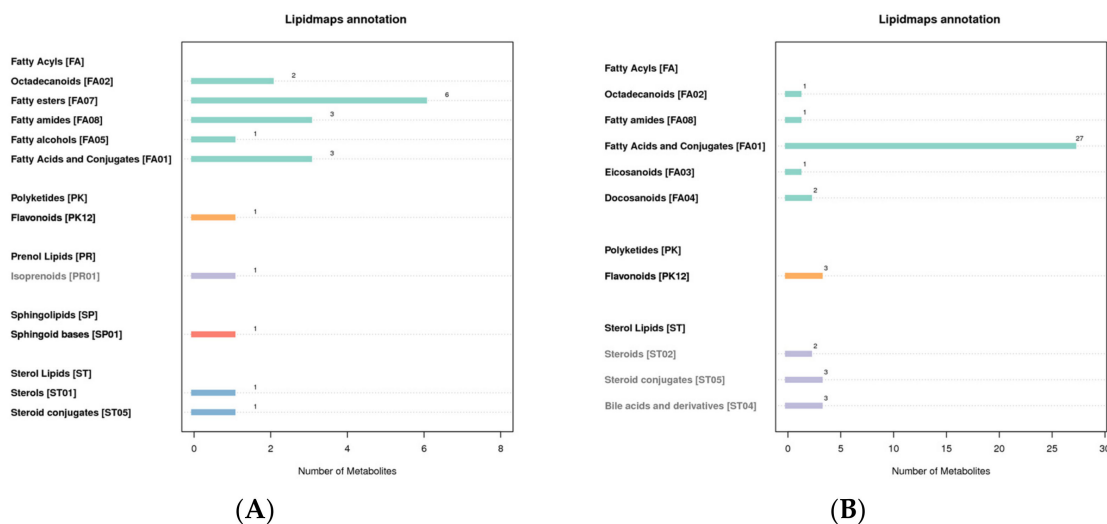 Lipidmaps annotation
Fatty Acyls [FA]
Octadecanoids [FA02] 2
Fatty esters [FA07] 6
Fatty amides [FA08] 3
Fatty alcohols [FA05] 1
Fatty Acids and Conjugates [FA01] 3
Polyketides [PK]
Flavonoids [PK12] 1
Prenol Lipids [PR]
Isoprenoids [PR01] 1
Sphingolipids [SP]
Sphingoid bases [SP01] 1
Sterol Lipids [ST]
Sterols [ST01] 1
Steroid conjugates [ST05] 1
0 2 4 6 8
Number of Metabolites
(A)
Lipidmaps annotation
Fatty Acyls [FA]
Octadecanoids [FA02] 1
Fatty amides [FA08] 1
Fatty Acids and Conjugates [FA01] 27
Eicosanoids [FA03] 1
Docosanoids [FA04] 2
Polyketides [PK]
Flavonoids [PK12] 3
Sterol Lipids [ST]
Steroids [ST02] 2
Steroid conjugates [ST05] 3
Bile acids and derivatives [ST04] 3
0 5 10 15 20 25 30
Number of Metabolites
(B)